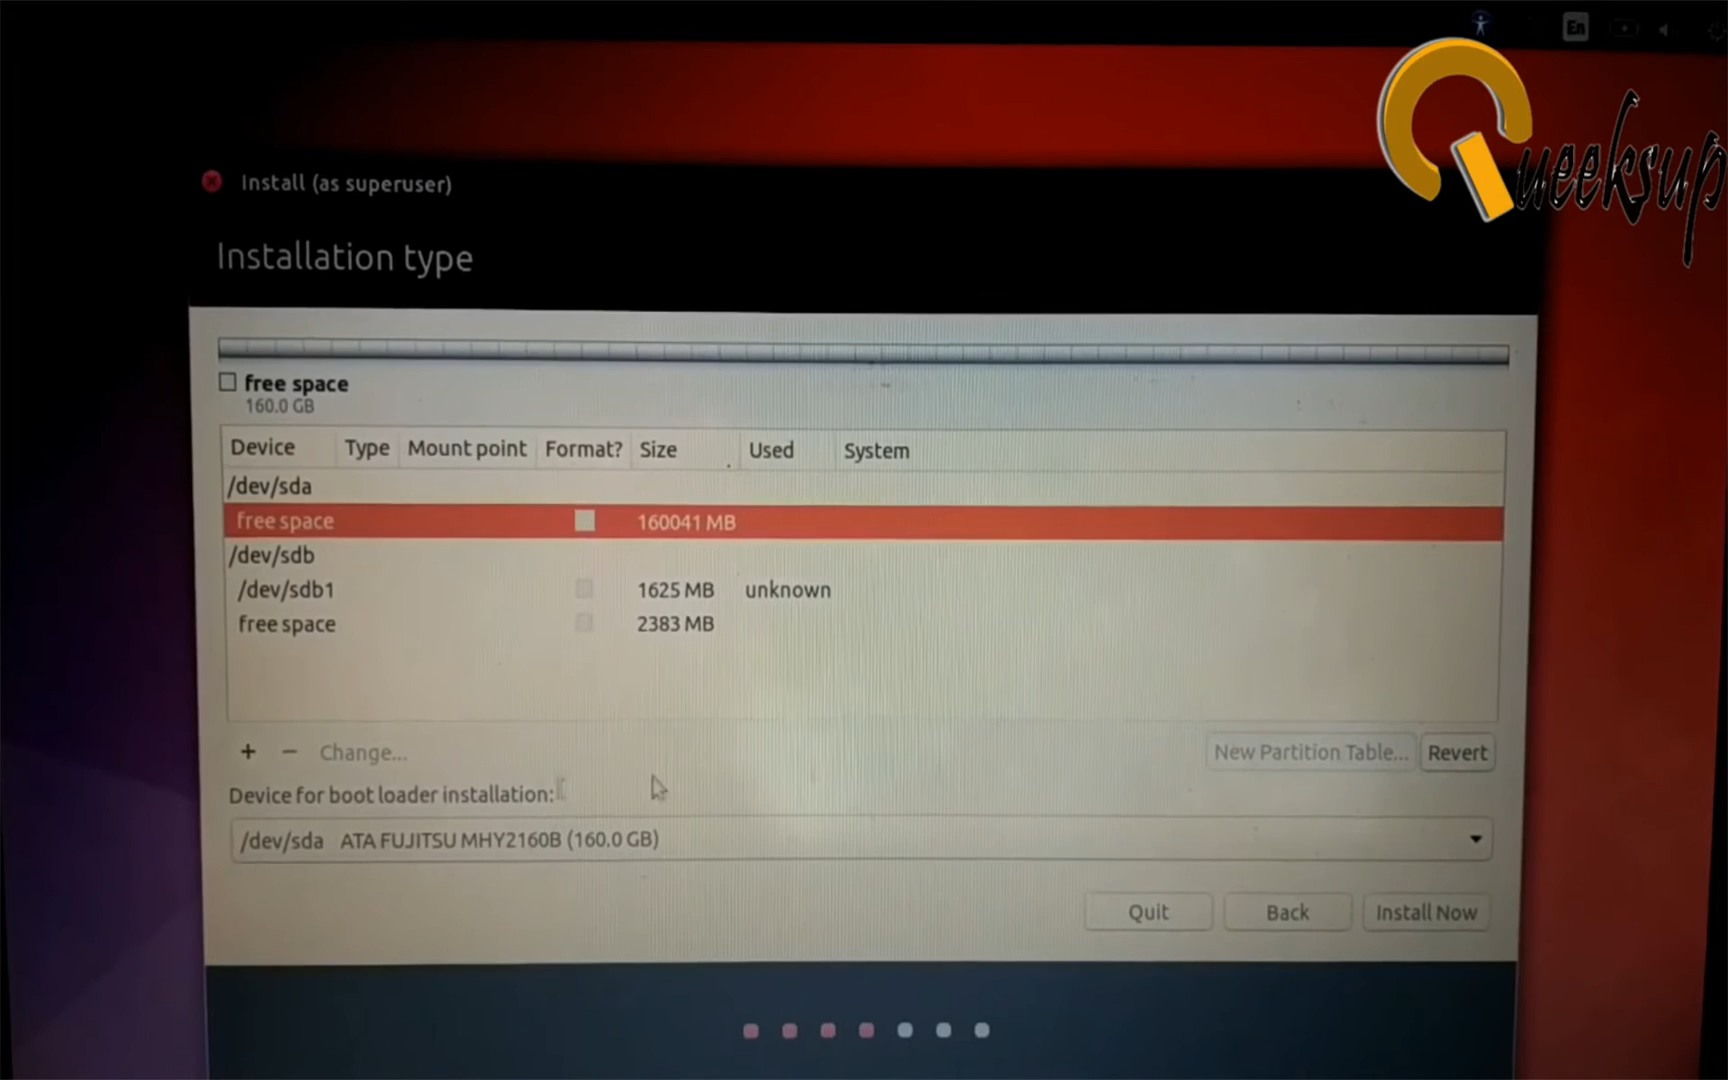 En
Queeksup
Install (as superuser)
Installation type
free space
160.0 GB
Device Type Mount point Format? Size Used System
/dev/sda
free space 160041 MB
/dev/sdb
/dev/sdb1 1625 MB unknown
free space 2383 MB
+ − Change... New Partition Table... Revert
Device for boot loader installation:
/dev/sda ATA FUJITSU MHY2160B (160.0 GB)
Quit Back Install Now